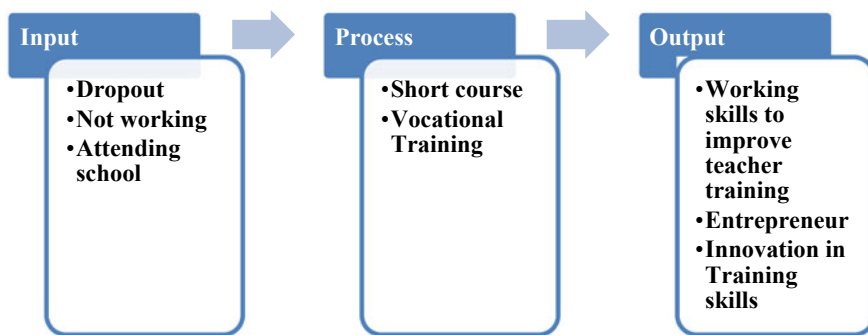 Input
•Dropout
•Not working
•Attending
school
Process
•Short course
•Vocational
Training
Output
•Working
skills to
improve
teacher
training
•Entrepreneur
•Innovation in
Training
skills